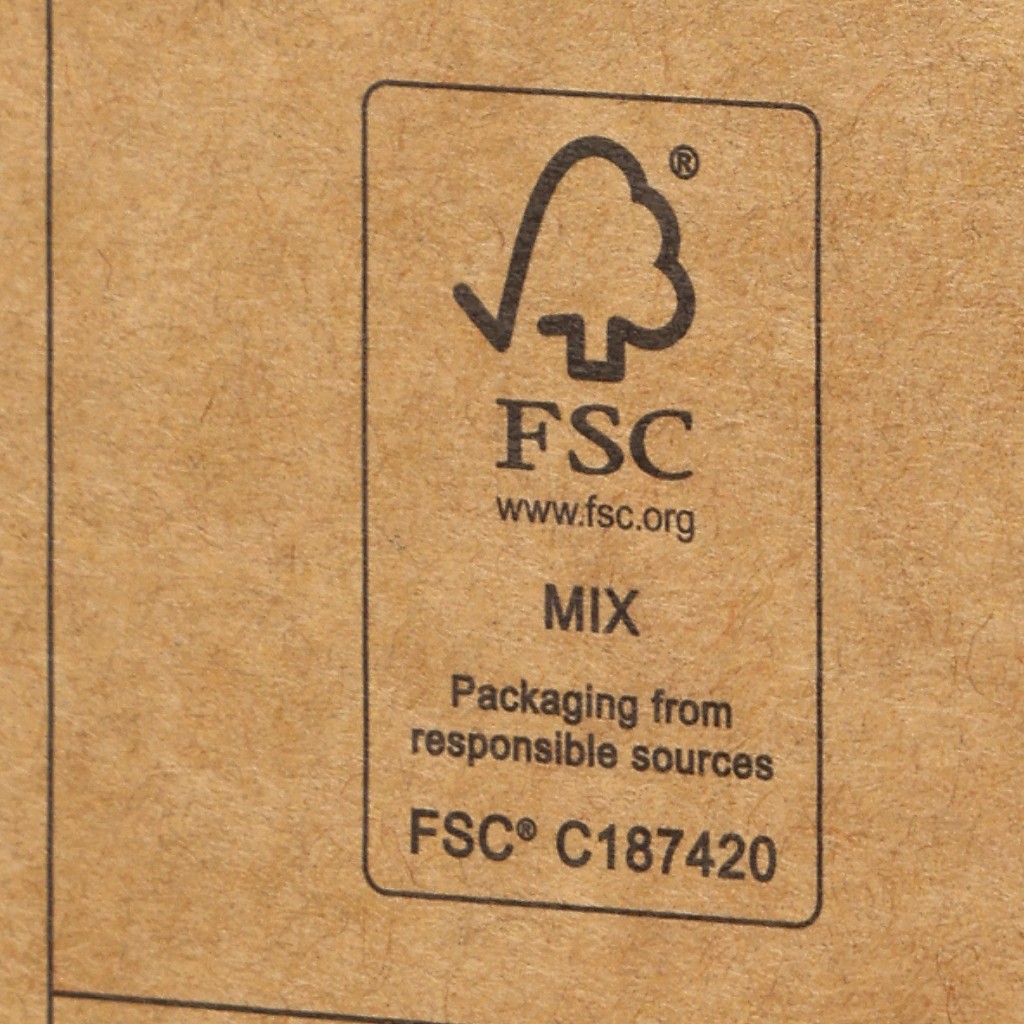 ®
FSC
www.fsc.org
MIX
Packaging from
responsible sources
FSC® C187420